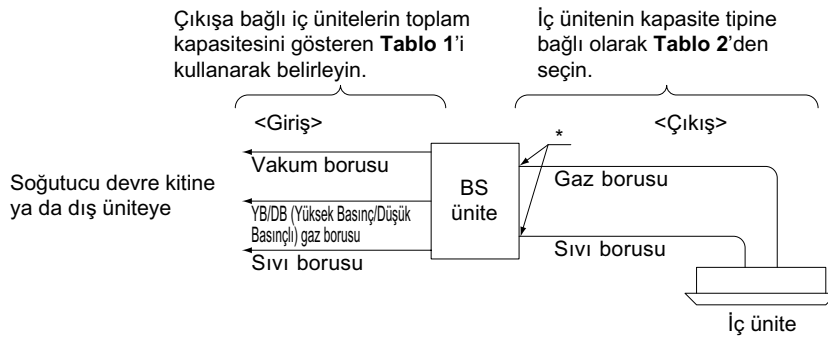 Çıkışa bağlı iç ünitelerin toplam
kapasitesini gösteren Tablo 1'i
kullanarak belirleyin.
İç ünitenin kapasite tipine
bağlı olarak Tablo 2'den
seçin.
<Giriş>
*
<Çıkış>
Soğutucu devre kitine
ya da dış üniteye
Vakum borusu
YB/DB (Yüksek Basınç/Düşük
Basınçlı) gaz borusu
Sıvı borusu
BS
ünite
Gaz borusu
Sıvı borusu
İç ünite